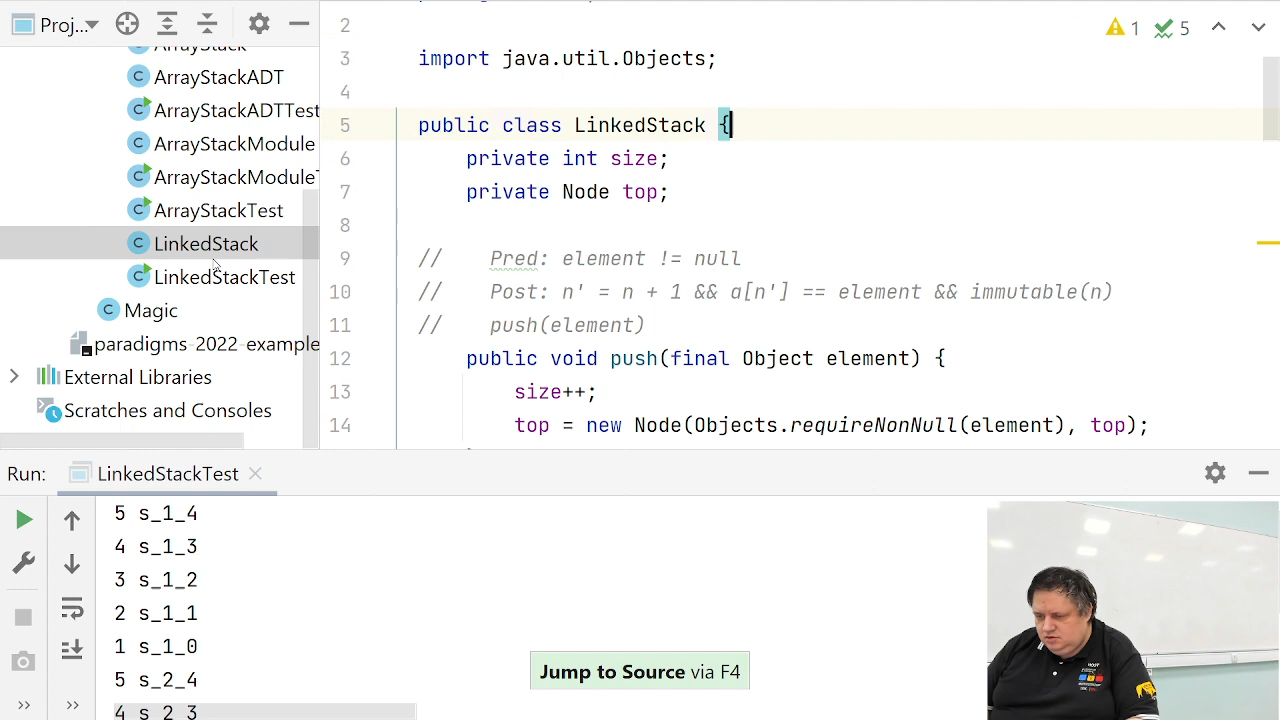 Proj...
ArrayStack
ArrayStackADT
ArrayStackADTTest
ArrayStackModule
ArrayStackModuleT
ArrayStackTest
LinkedStack
LinkedStackTest
Magic
paradigms-2022-example
External Libraries
Scratches and Consoles
1 5
2
3 import java.util.Objects;
4
5 public class LinkedStack {
6 private int size;
7 private Node top;
8
9 // Pred: element != null
10 // Post: n' = n + 1 && a[n'] == element && immutable(n)
11 // push(element)
12 public void push(final Object element) {
13 size++;
14 top = new Node(Objects.requireNonNull(element), top);
Run: LinkedStackTest
5 s_1_4
4 s_1_3
3 s_1_2
2 s_1_1
1 s_1_0
5 s_2_4
4 s_2_3
Jump to Source via F4